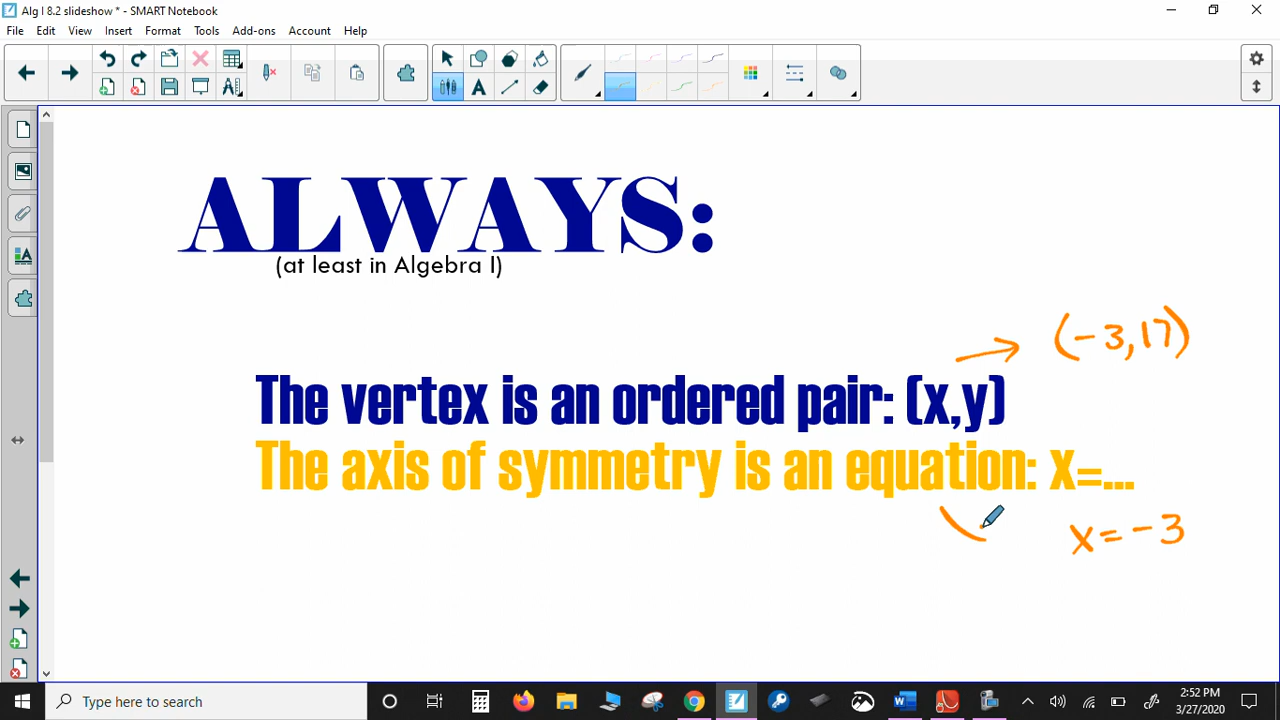 Alg I 8.2 slideshow * - SMART Notebook
File Edit View Insert Format Tools Add-ons Account Help
ALWAYS:
(at least in Algebra I)
(-3,17)
The vertex is an ordered pair: (x,y)
The axis of symmetry is an equation: x=...
x=-3
Type here to search
2:52 PM
3/27/2020